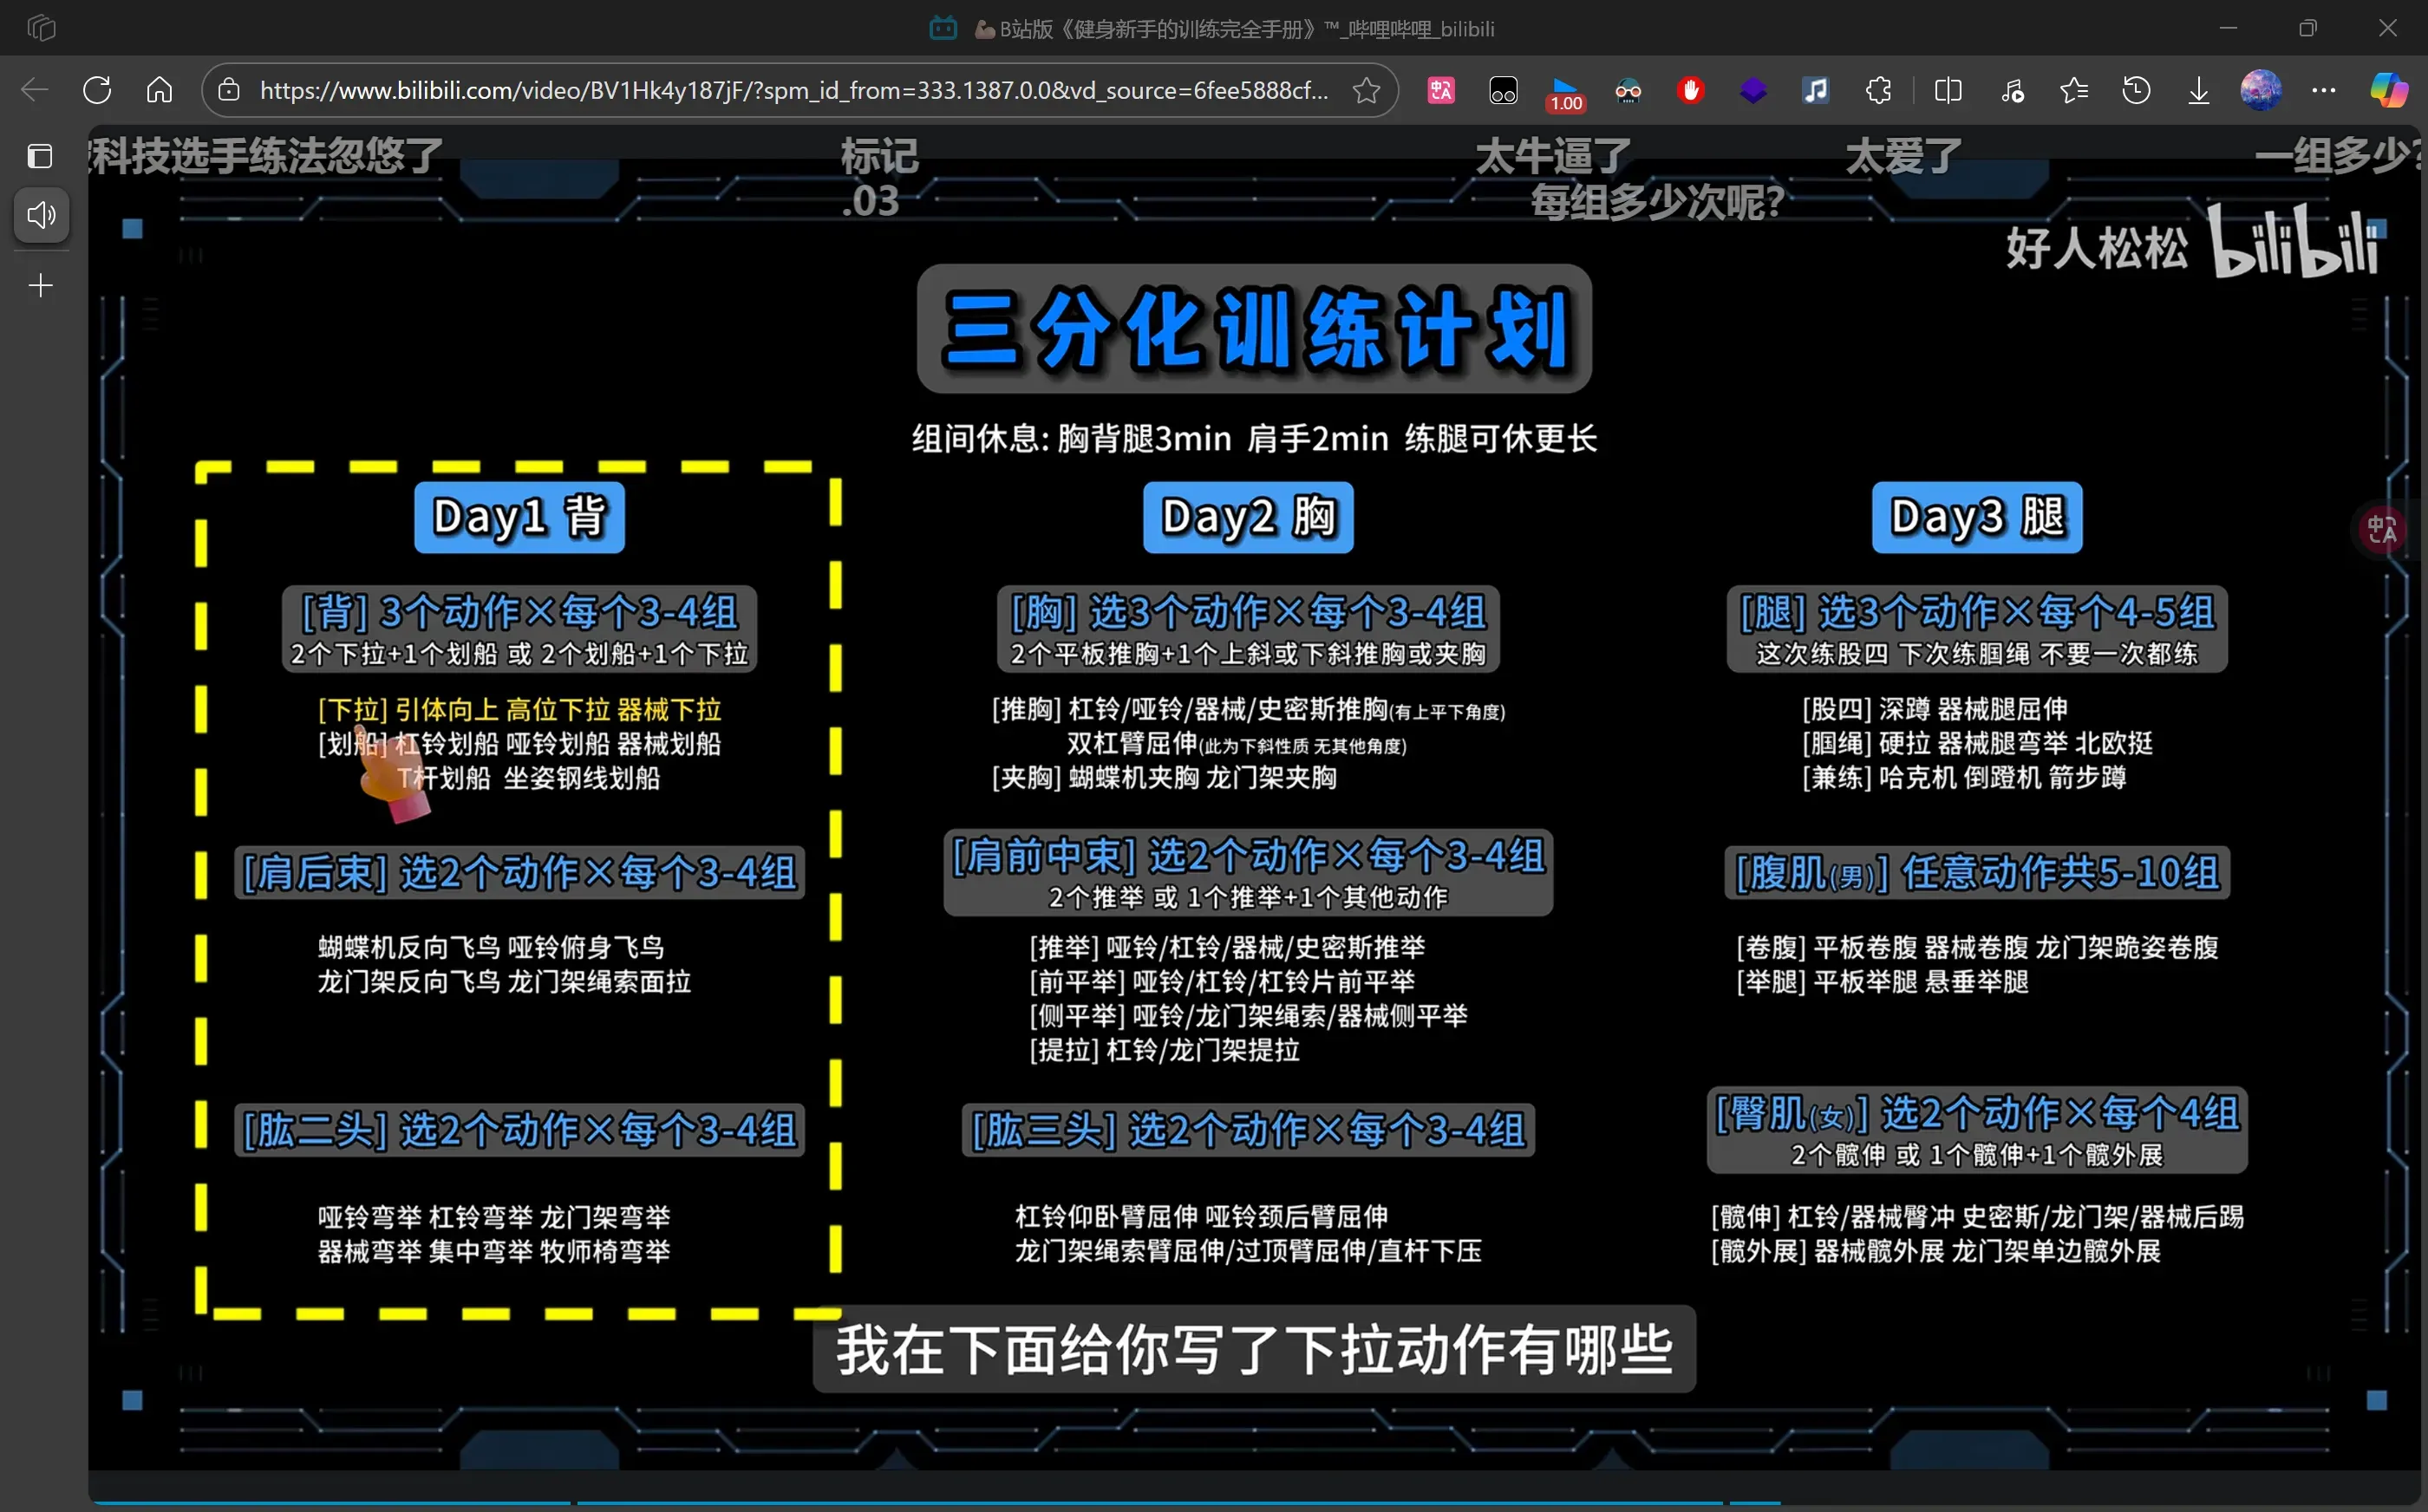 💪🏽B站版《健身新手的训练完全手册》™_哔哩哔哩_bilibili
https://www.bilibili.com/video/BV1Hk4y187jF/?spm_id_from=333.1387.0.0&vd_source=6fee5888cf...
1.00
科技选手练法忽悠了
标记
太牛逼了
太爱了
一组多少?
.03
每组多少次呢?
好人松松 bilibili
三分化训练计划
组间休息: 胸背腿3min 肩手2min 练腿可休更长
Day1 背
[背] 3个动作×每个3-4组
2个下拉+1个划船 或 2个划船+1个下拉
[下拉] 引体向上 高位下拉 器械下拉
[划船] 杠铃划船 哑铃划船 器械划船
T杆划船 坐姿钢线划船
[肩后束] 选2个动作×每个3-4组
蝴蝶机反向飞鸟 哑铃俯身飞鸟
龙门架反向飞鸟 龙门架绳索面拉
[肱二头] 选2个动作×每个3-4组
哑铃弯举 杠铃弯举 龙门架弯举
器械弯举 集中弯举 牧师椅弯举
Day2 胸
[胸] 选3个动作×每个3-4组
2个平板推胸+1个上斜或下斜推胸或夹胸
[推胸] 杠铃/哑铃/器械/史密斯推胸(有上平下角度)
双杠臂屈伸(此为下斜性质 无其他角度)
[夹胸] 蝴蝶机夹胸 龙门架夹胸
[肩前中束] 选2个动作×每个3-4组
2个推举 或 1个推举+1个其他动作
[推举] 哑铃/杠铃/器械/史密斯推举
[前平举] 哑铃/杠铃/杠铃片前平举
[侧平举] 哑铃/龙门架绳索/器械侧平举
[提拉] 杠铃/龙门架提拉
[肱三头] 选2个动作×每个3-4组
杠铃仰卧臂屈伸 哑铃颈后臂屈伸
龙门架绳索臂屈伸/过顶臂屈伸/直杆下压
Day3 腿
[腿] 选3个动作×每个4-5组
这次练股四 下次练腘绳 不要一次都练
[股四] 深蹲 器械腿屈伸
[腘绳] 硬拉 器械腿弯举 北欧挺
[兼练] 哈克机 倒蹬机 箭步蹲
[腹肌(男)] 任意动作共5-10组
[卷腹] 平板卷腹 器械卷腹 龙门架跪姿卷腹
[举腿] 平板举腿 悬垂举腿
[臀肌(女)] 选2个动作×每个4组
2个髋伸 或 1个髋伸+1个髋外展
[髋伸] 杠铃/器械臀冲 史密斯/龙门架/器械后踢
[髋外展] 器械髋外展 龙门架单边髋外展
我在下面给你写了下拉动作有哪些